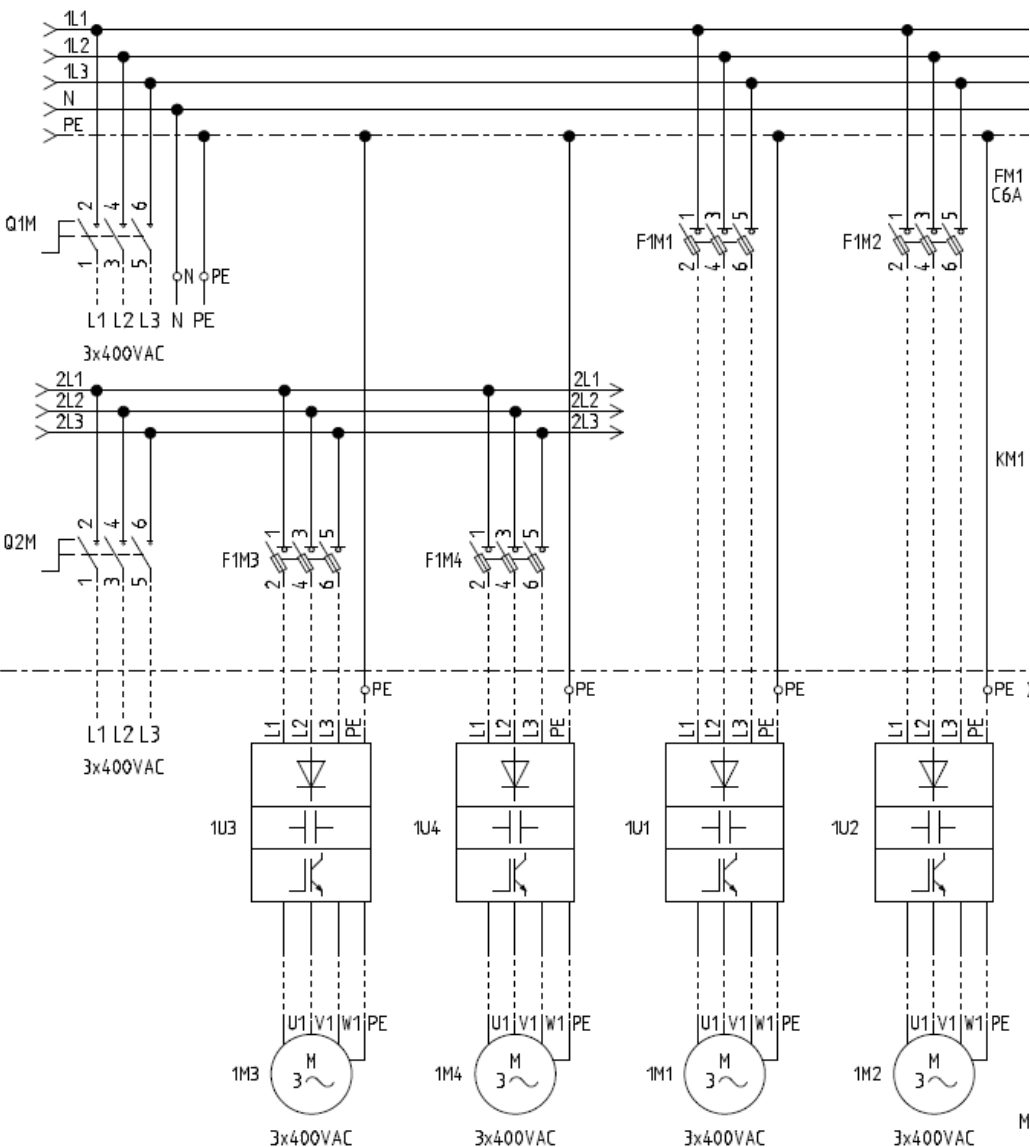 1L1
1L2
1L3
N
PE
FM1
C6A
Q1M
2 4 6
1 3 5
N PE
L1 L2 L3 N PE
3x400VAC
F1M1
1 3 5
2 4 6
F1M2
1 3 5
2 4 6
2L1 2L1
2L2 2L2
2L3 2L3
KM1
Q2M
2 4 6
1 3 5
F1M3
1 3 5
2 4 6
F1M4
1 3 5
2 4 6
PE PE PE PE
L1 L2 L3
3x400VAC
L1 L2 L3 PE L1 L2 L3 PE L1 L2 L3 PE L1 L2 L3 PE
1U3 1U4 1U1 1U2
U1 V1 W1 PE U1 V1 W1 PE U1 V1 W1 PE U1 V1 W1 PE
1M3 M 1M4 M 1M1 M 1M2 M
3 3 3 3
M
3x400VAC 3x400VAC 3x400VAC 3x400VAC